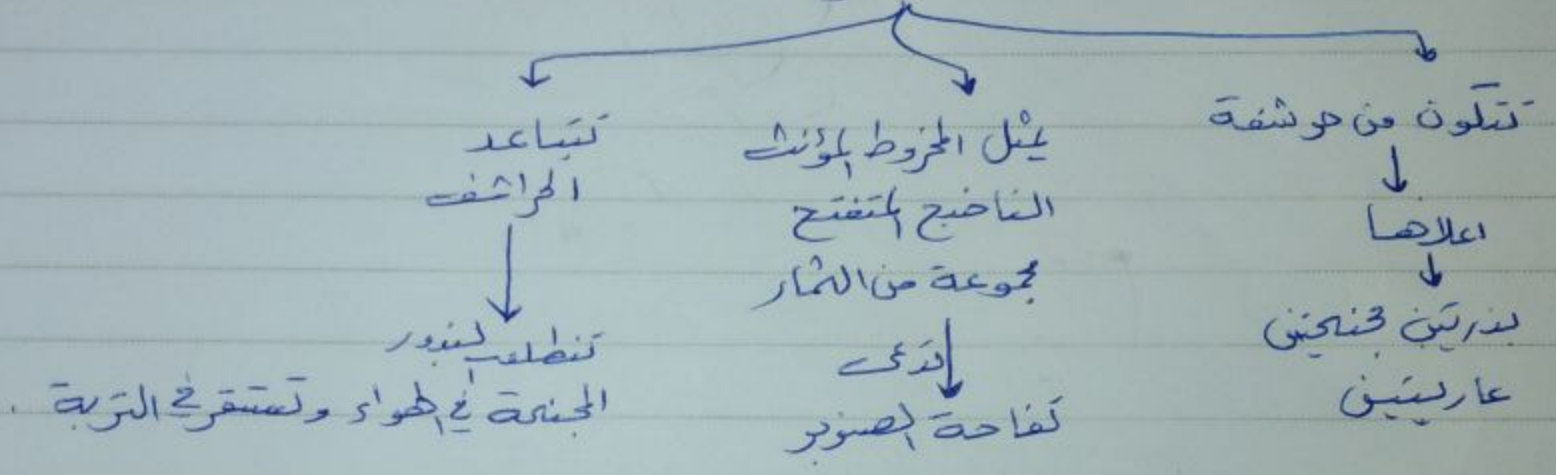 تتكون من حرشفة
اعلاها
بذرتين مجنحتين
عاريتين
يمثل المخروط المؤنث
الناضج المتفتح
مجموعة من الثمار
تدعى
تفاحة الصنوبر
تتباعد
الحراشف
تنطلق البذور
المجنحة في الهواء وتستقر في التربة .